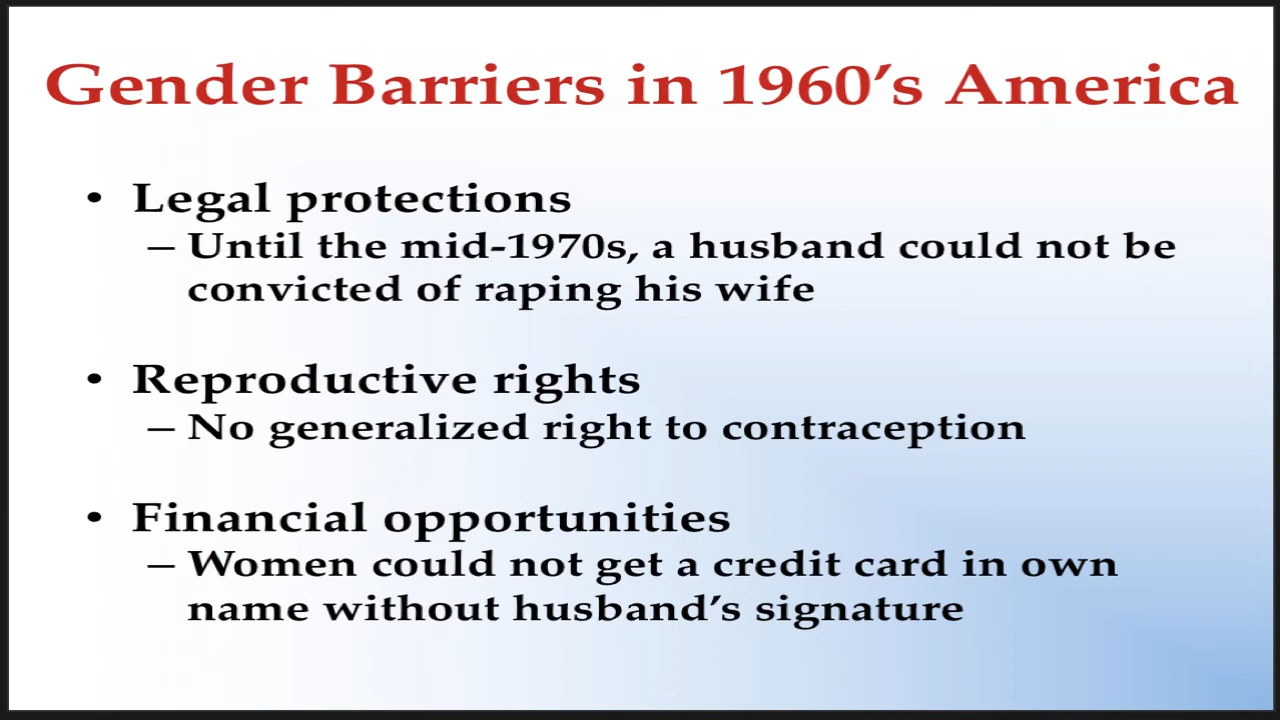 Gender Barriers in 1960’s America
• Legal protections
– Until the mid-1970s, a husband could not be
convicted of raping his wife
• Reproductive rights
– No generalized right to contraception
• Financial opportunities
– Women could not get a credit card in own
name without husband’s signature